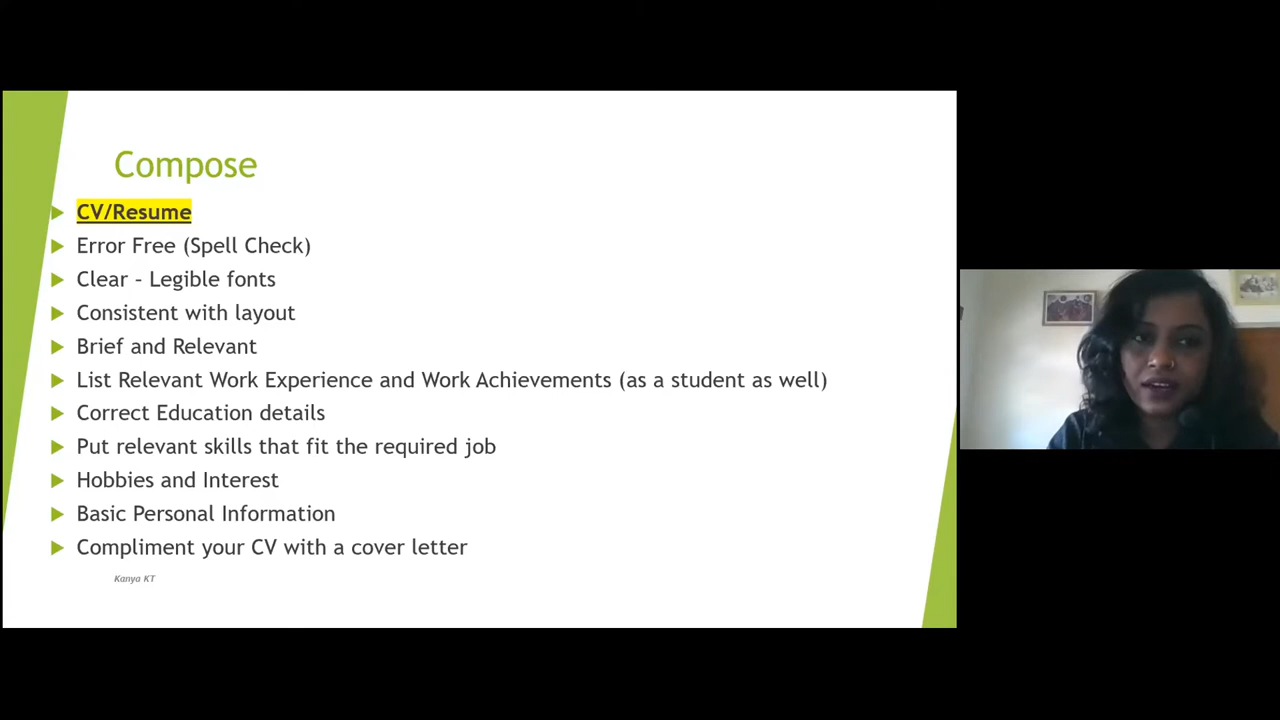 Compose
CV/Resume
Error Free (Spell Check)
Clear – Legible fonts
Consistent with layout
Brief and Relevant
List Relevant Work Experience and Work Achievements (as a student as well)
Correct Education details
Put relevant skills that fit the required job
Hobbies and Interest
Basic Personal Information
Compliment your CV with a cover letter
Kanya KT